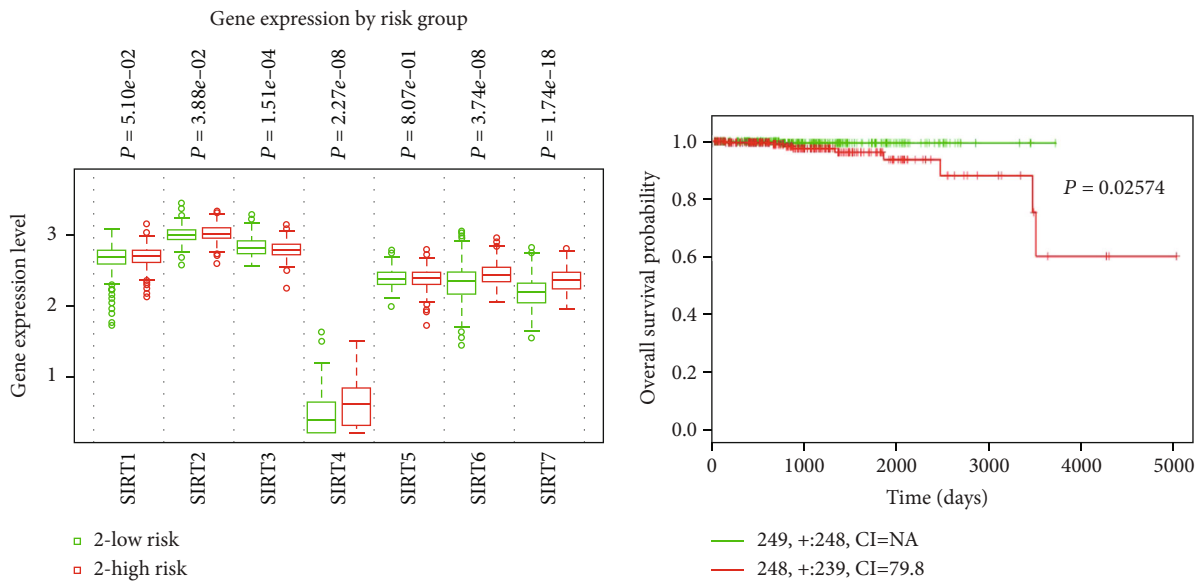 Gene expression by risk group
P = 5.10e–02
P = 3.88e–02
P = 1.51e–04
P = 2.27e–08
P = 8.07e–01
P = 3.74e–08
P = 1.74e–18
Gene expression level
3
2
1
SIRT1
SIRT2
SIRT3
SIRT4
SIRT5
SIRT6
SIRT7
2-low risk
2-high risk
Overall survival probability
1.0
0.8
0.6
0.4
0.2
0.0
P = 0.02574
0 1000 2000 3000 4000 5000
Time (days)
249, +:248, CI=NA
248, +:239, CI=79.8